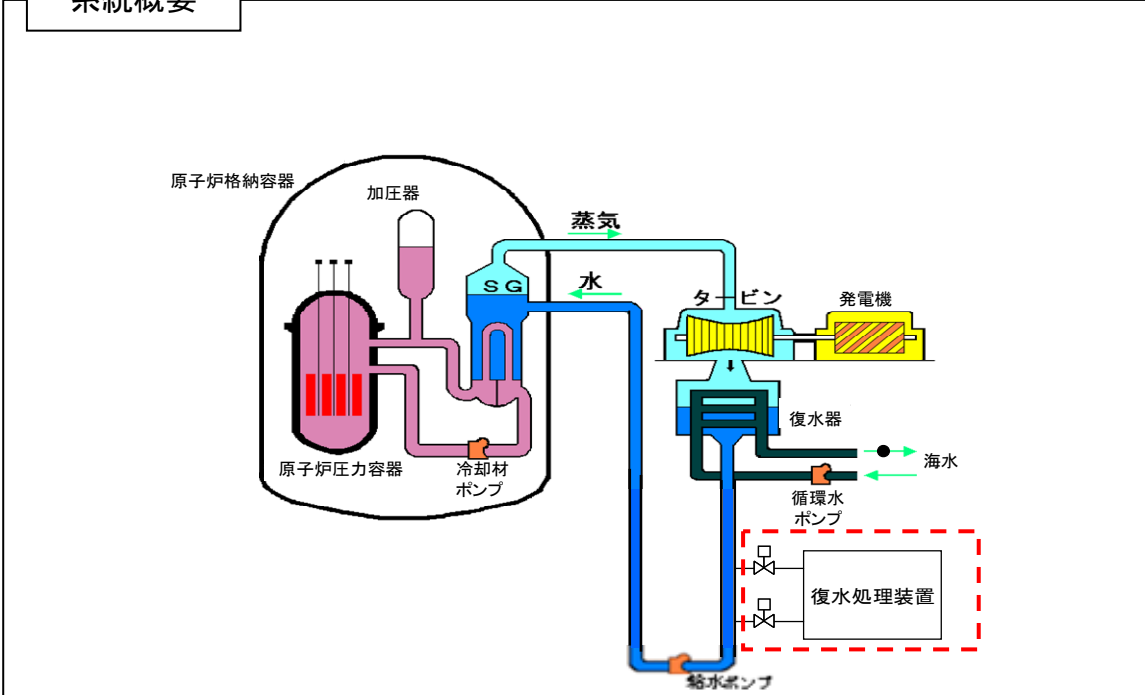 系統概要
原子炉格納容器
加圧器
蒸気
水
SG
タービン
発電機
復水器
海水
原子炉圧力容器
冷却材
ポンプ
循環水
ポンプ
復水処理装置
給水ポンプ